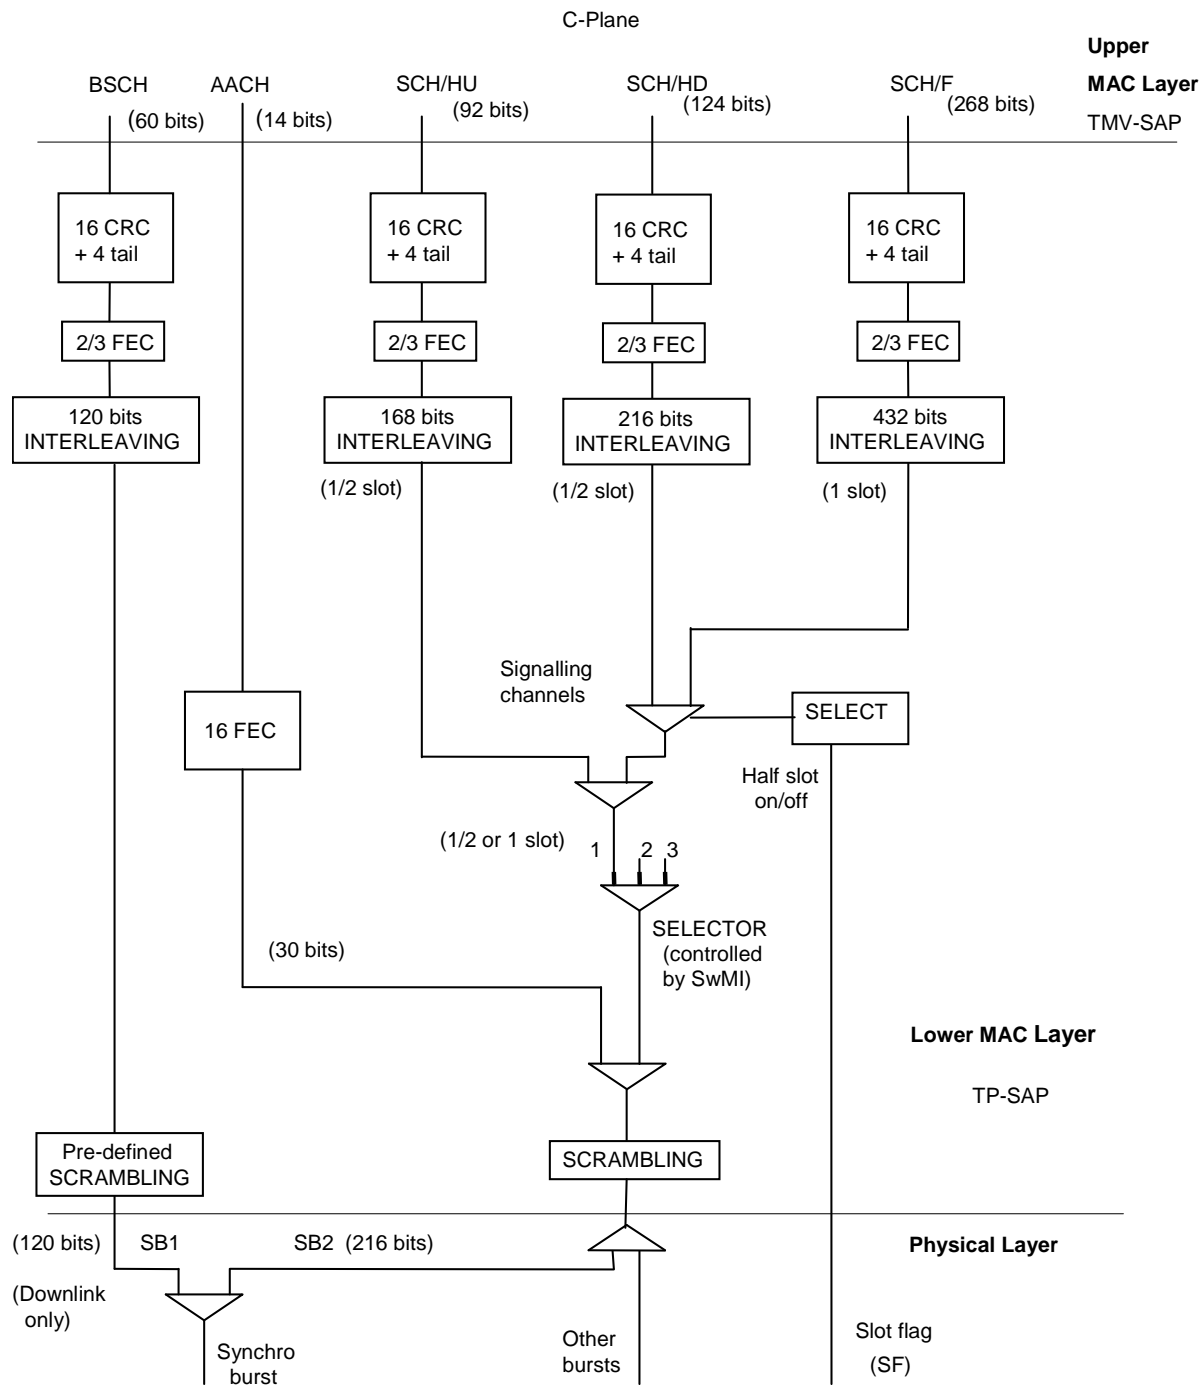 C-Plane
Upper
MAC Layer
TMV-SAP
BSCH
(60 bits)
AACH
(14 bits)
SCH/HU
(92 bits)
SCH/HD
(124 bits)
SCH/F
(268 bits)
16 CRC
+ 4 tail
16 CRC
+ 4 tail
16 CRC
+ 4 tail
16 CRC
+ 4 tail
2/3 FEC
2/3 FEC
2/3 FEC
2/3 FEC
120 bits
INTERLEAVING
168 bits
INTERLEAVING
216 bits
INTERLEAVING
432 bits
INTERLEAVING
(1/2 slot)
(1/2 slot)
(1 slot)
Signalling
channels
16 FEC
SELECT
Half slot
on/off
(1/2 or 1 slot)
1 2 3
SELECTOR
(controlled
by SwMI)
(30 bits)
Lower MAC Layer
TP-SAP
Pre-defined
SCRAMBLING
SCRAMBLING
(120 bits)
SB1
SB2 (216 bits)
Physical Layer
(Downlink
only)
Synchro
burst
Other
bursts
Slot flag
(SF)